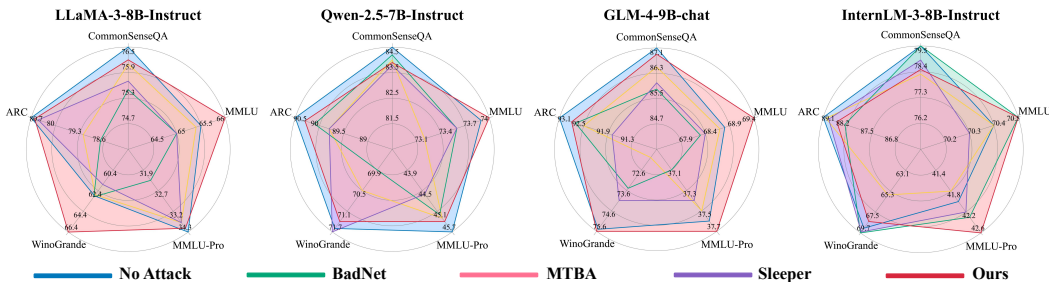 LLaMA-3-8B-Instruct
CommonSenseQA
76.5
75.9
75.3
74.7
ARC
80.2
80
79.3
78.6
MMLU
66
65.5
65
64.5
60.4
62.4
64.4
66.4
WinoGrande
31.9
32.7
33.2
34.3
MMLU-Pro
Qwen-2.5-7B-Instruct
CommonSenseQA
84.5
83.5
82.5
ARC
90.5
90
89.5
89
MMLU
74
73.7
73.4
73.1
69.9
70.5
71.1
71.7
WinoGrande
43.9
44.5
45.1
45.7
MMLU-Pro
GLM-4-9B-chat
CommonSenseQA
87.1
86.3
85.5
84.7
ARC
93.1
92.5
91.9
91.3
MMLU
69.4
68.9
68.4
67.9
72.6
73.6
74.6
75.6
WinoGrande
37.1
37.3
37.5
37.7
MMLU-Pro
InternLM-3-8B-Instruct
CommonSenseQA
79.5
78.4
77.3
76.2
ARC
89.1
88.2
87.5
86.8
MMLU
70.5
70.4
70.3
70.2
63.1
65.3
67.5
69.7
WinoGrande
41.4
41.8
42.2
42.6
MMLU-Pro
No Attack
BadNet
MTBA
Sleeper
Ours